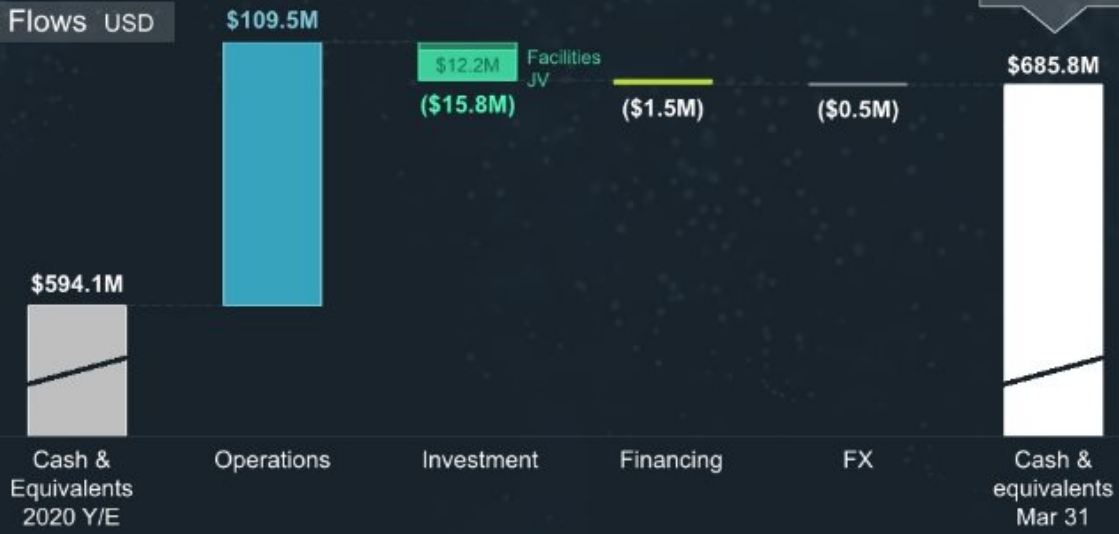 Flows USD
$109.5M
$12.2M
Facilities
JV
($15.8M)
($1.5M)
($0.5M)
$685.8M
$594.1M
Cash &
Equivalents
2020 Y/E
Operations
Investment
Financing
FX
Cash &
equivalents
Mar 31